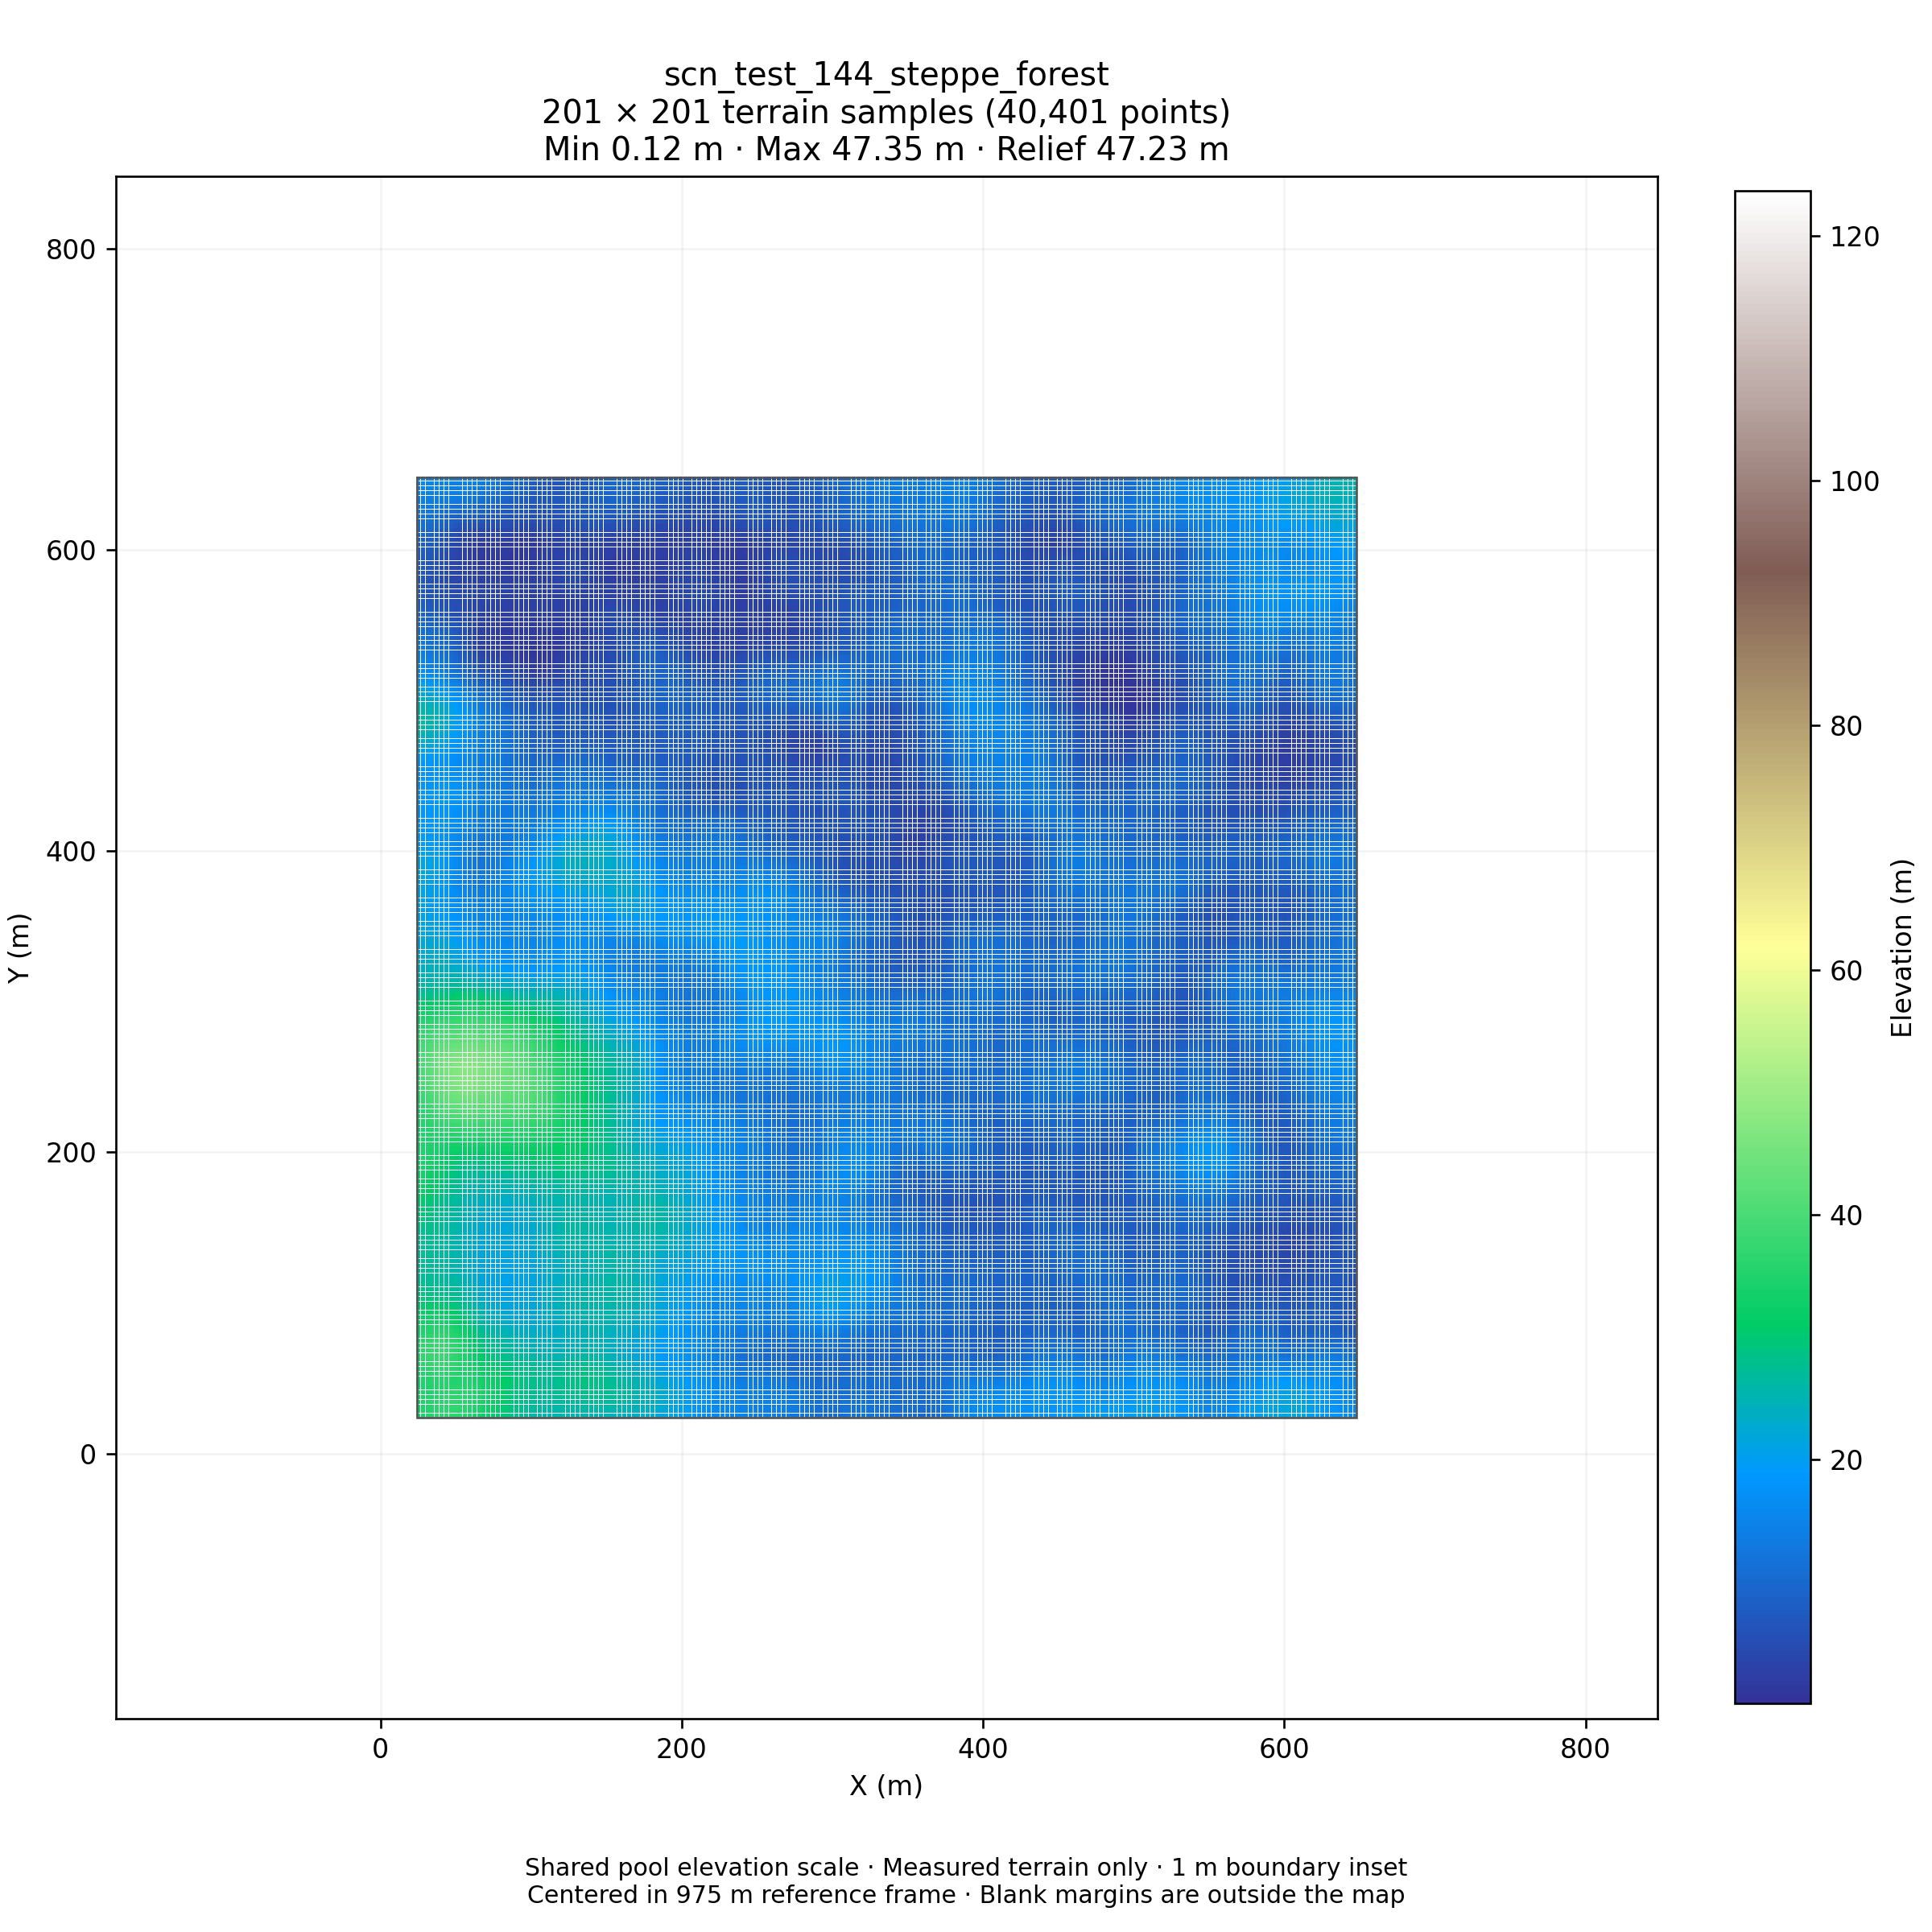 scn_test_144_steppe_forest
201 × 201 terrain samples (40,401 points)
Min 0.12 m · Max 47.35 m · Relief 47.23 m
800
600
400
200
0
Y (m)
0
200
400
600
800
X (m)
120
100
80
60
40
20
Elevation (m)
Shared pool elevation scale · Measured terrain only · 1 m boundary inset
Centered in 975 m reference frame · Blank margins are outside the map